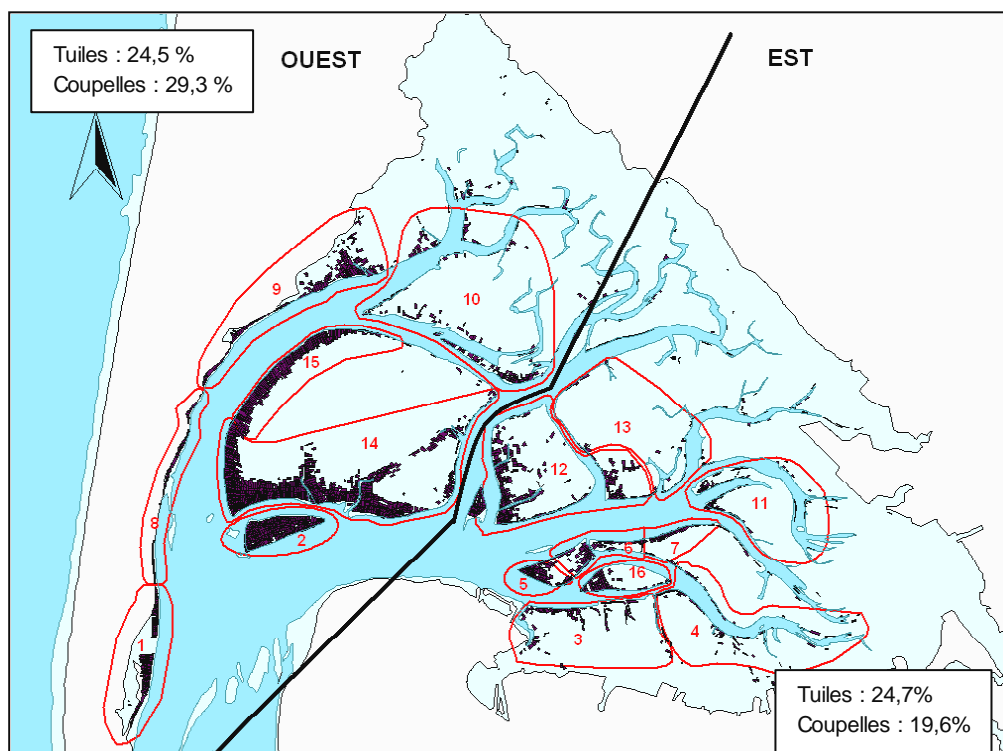 Tuiles : 24,5 %
Coupelles : 29,3 %
OUEST
EST
9
10
15
13
14
12
11
8
2
6
7
5
16
1
3
4
Tuiles : 24,7%
Coupelles : 19,6%